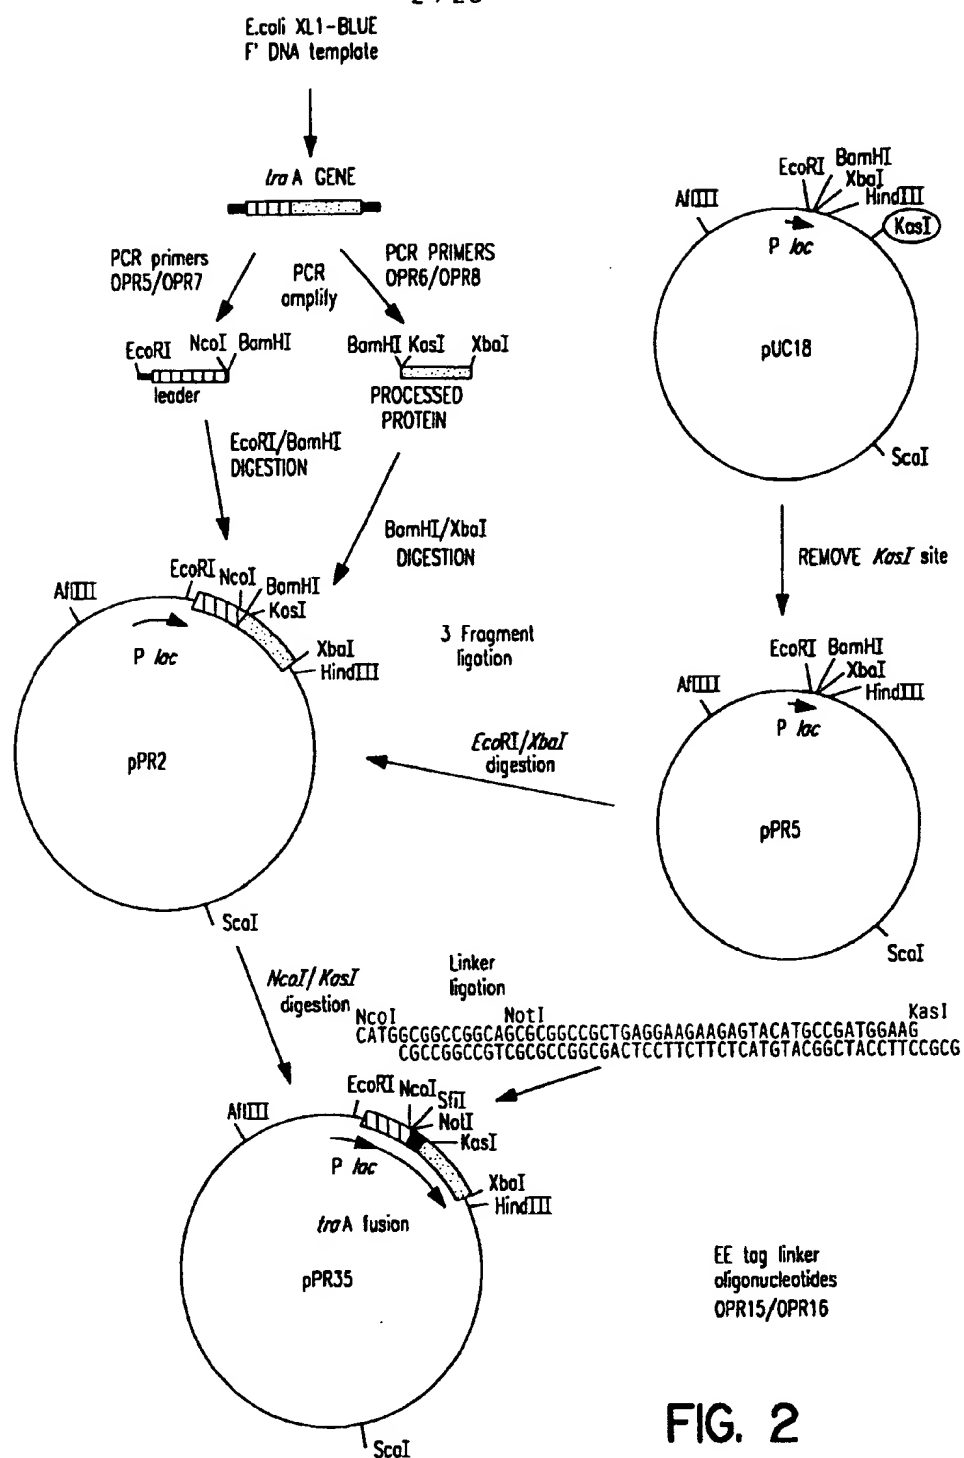 E.coli XL1-BLUE
F' DNA template
traA GENE
PCR primers
OPR5/OPR7
PCR
amplify
PCR PRIMERS
OPR6/OPR8
EcoRI
NcoI
BamHI
leader
BamHI
KasI
XbaI
PROCESSED
PROTEIN
EcoRI/BamHI
DIGESTION
BamHI/XbaI
DIGESTION
AflIII
EcoRI
BamHI
XbaI
HindIII
KasI
P lac
pUC18
ScaI
REMOVE KasI site
AflIII
EcoRI
NcoI
BamHI
KasI
XbaI
HindIII
P lac
pPR2
ScaI
3 Fragment
ligation
EcoRI/XbaI
digestion
AflIII
EcoRI
BamHI
XbaI
HindIII
P lac
pPR5
ScaI
NcoI/KasI
digestion
Linker
ligation
NcoI
NotI
KasI
CATGGCGGCCGGCAGCGCGGCCGCTGAGGAAGAAGAGTACATGCCGATGGAAG
CGCCGGCCGTCGCGCCGGCGACTCCTTCTTCTCATGTACGGCTACCTTCCGCG
AflIII
EcoRI
NcoI
SfiI
NotI
KasI
XbaI
HindIII
P lac
traA fusion
pPR35
ScaI
EE tag linker
oligonucleotides
OPR15/OPR16
FIG. 2